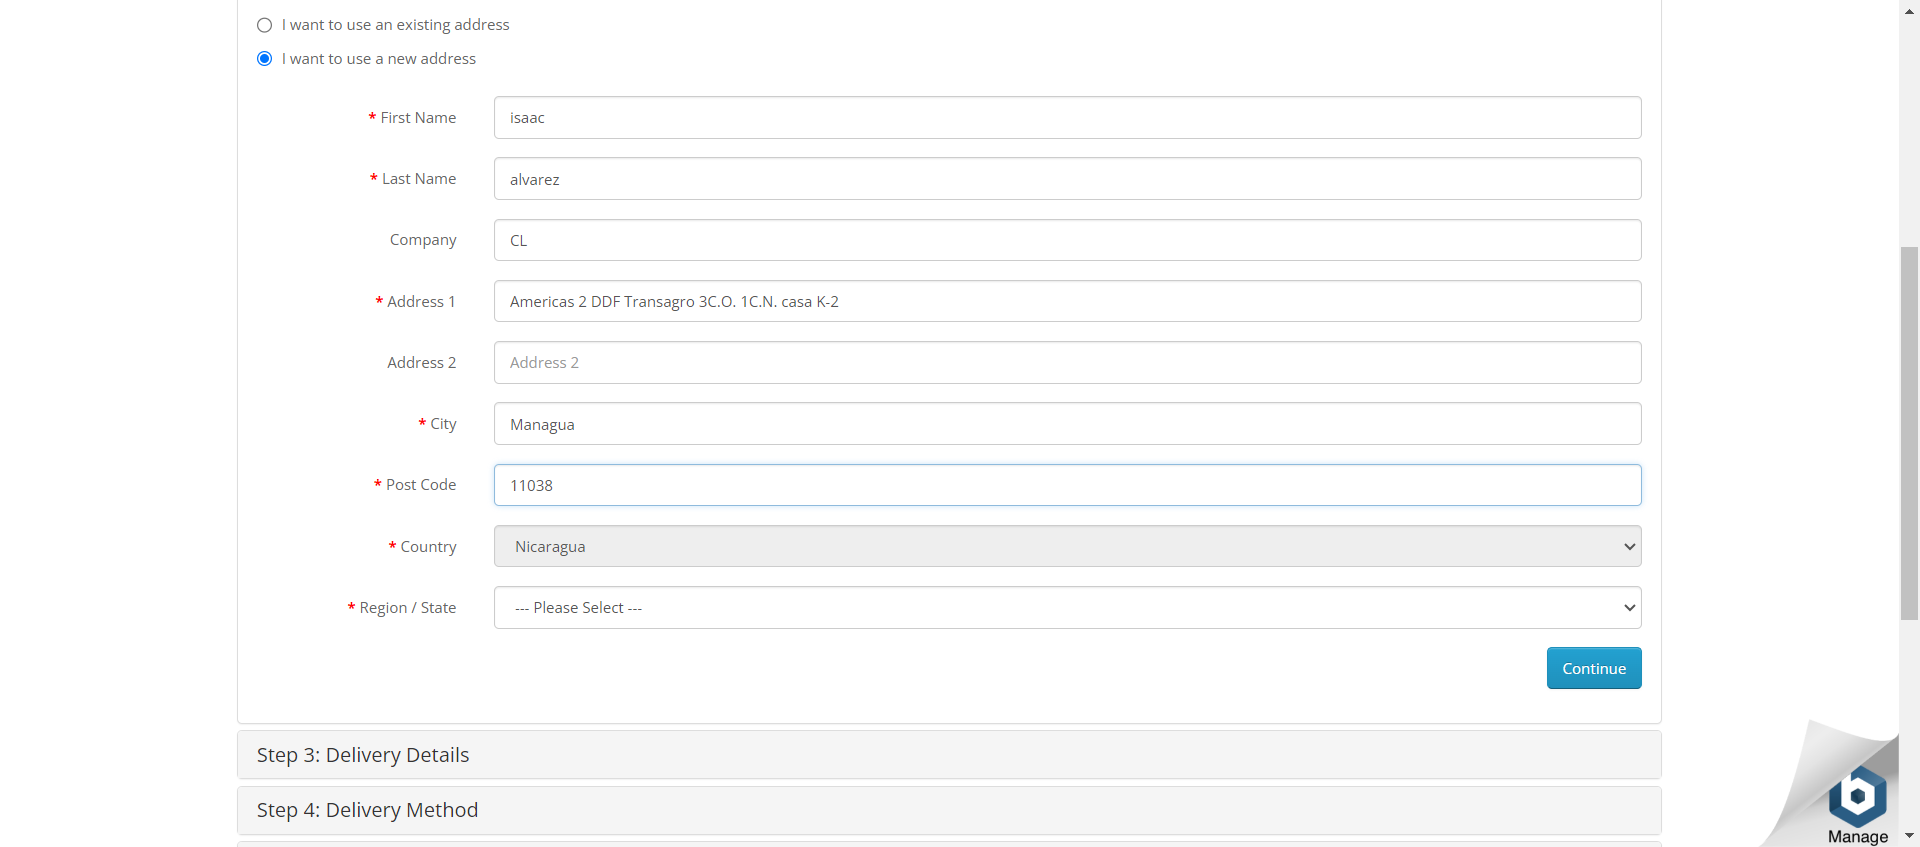 I want to use an existing address
I want to use a new address
* First Name
isaac
* Last Name
alvarez
Company
CL
* Address 1
Americas 2 DDF Transagro 3C.O. 1C.N. casa K-2
Address 2
Address 2
* City
Managua
* Post Code
11038
* Country
Nicaragua
* Region / State
--- Please Select ---
Continue
Step 3: Delivery Details
Step 4: Delivery Method
b
Manage